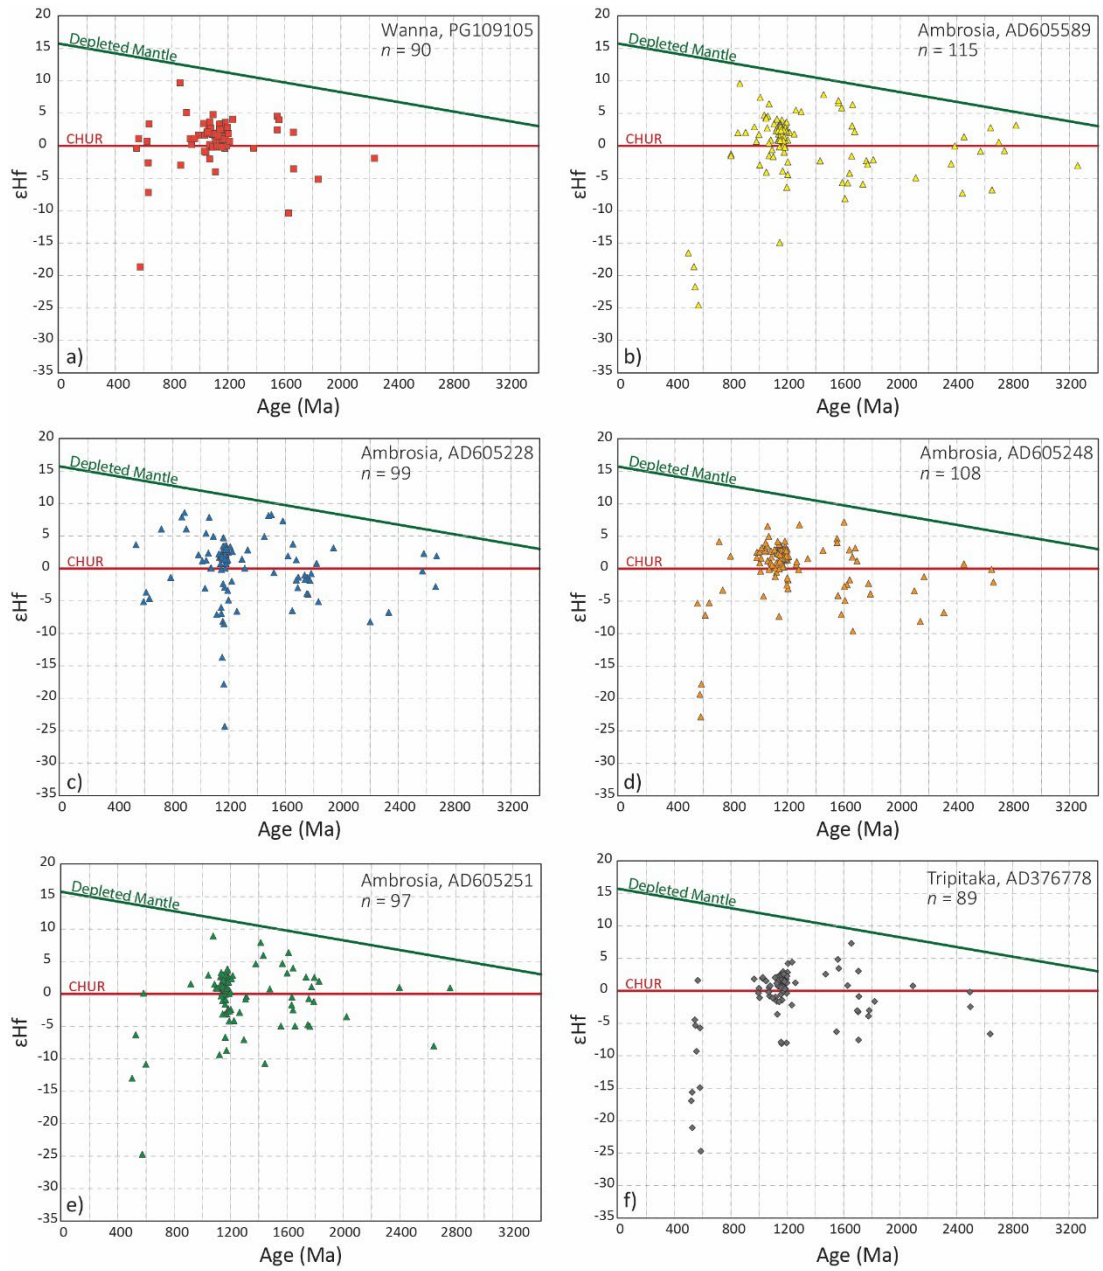 Wanna, PG109105
n = 90
Depleted Mantle
CHUR
20
15
10
5
0
-5
-10
-15
-20
-25
-30
-35
εHf
a)
0 400 800 1200 1600 2000 2400 2800 3200
Age (Ma)
Ambrosia, AD605589
n = 115
Depleted Mantle
CHUR
20
15
10
5
0
-5
-10
-15
-20
-25
-30
-35
εHf
b)
0 400 800 1200 1600 2000 2400 2800 3200
Age (Ma)
Ambrosia, AD605228
n = 99
Depleted Mantle
CHUR
20
15
10
5
0
-5
-10
-15
-20
-25
-30
-35
εHf
c)
0 400 800 1200 1600 2000 2400 2800 3200
Age (Ma)
Ambrosia, AD605248
n = 108
Depleted Mantle
CHUR
20
15
10
5
0
-5
-10
-15
-20
-25
-30
-35
εHf
d)
0 400 800 1200 1600 2000 2400 2800 3200
Age (Ma)
Ambrosia, AD605251
n = 97
Depleted Mantle
CHUR
20
15
10
5
0
-5
-10
-15
-20
-25
-30
-35
εHf
e)
0 400 800 1200 1600 2000 2400 2800 3200
Age (Ma)
Tripitaka, AD376778
n = 89
Depleted Mantle
CHUR
20
15
10
5
0
-5
-10
-15
-20
-25
-30
-35
εHf
f)
0 400 800 1200 1600 2000 2400 2800 3200
Age (Ma)